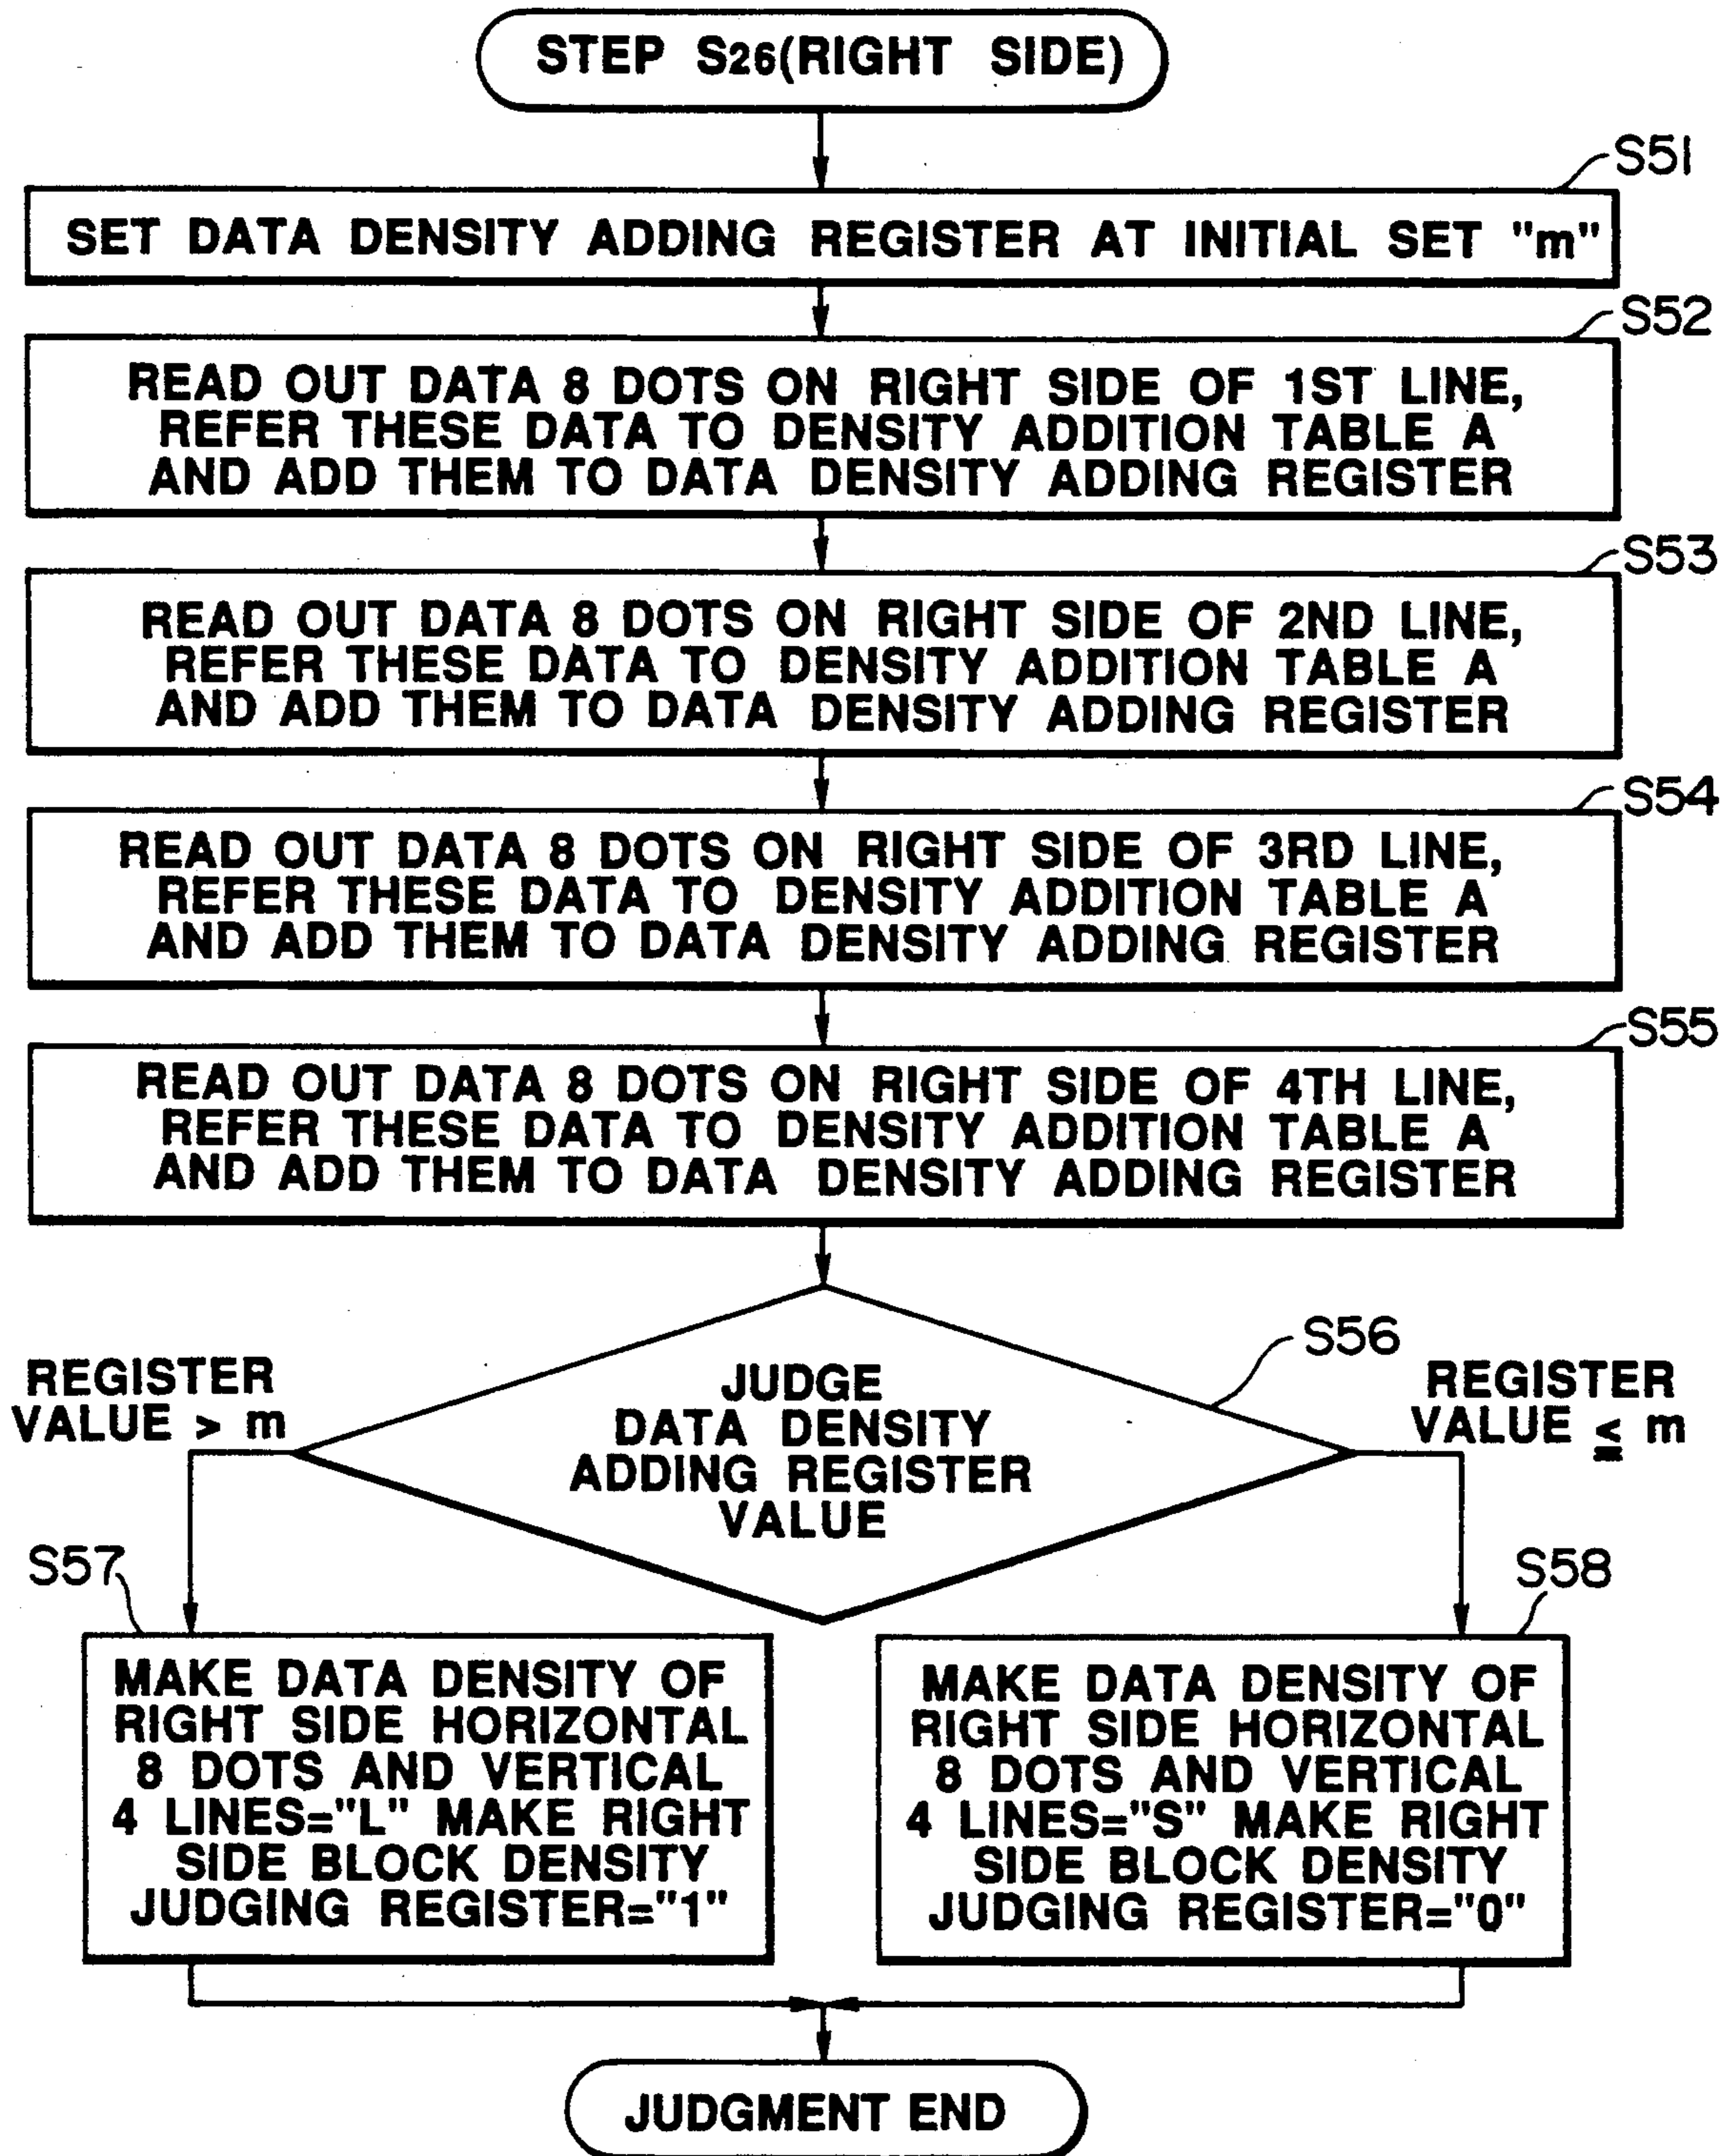 STEP S26(RIGHT SIDE)
S51
SET DATA DENSITY ADDING REGISTER AT INITIAL SET "m"
S52
READ OUT DATA 8 DOTS ON RIGHT SIDE OF 1ST LINE,
REFER THESE DATA TO DENSITY ADDITION TABLE A
AND ADD THEM TO DATA DENSITY ADDING REGISTER
S53
READ OUT DATA 8 DOTS ON RIGHT SIDE OF 2ND LINE,
REFER THESE DATA TO DENSITY ADDITION TABLE A
AND ADD THEM TO DATA DENSITY ADDING REGISTER
S54
READ OUT DATA 8 DOTS ON RIGHT SIDE OF 3RD LINE,
REFER THESE DATA TO DENSITY ADDITION TABLE A
AND ADD THEM TO DATA DENSITY ADDING REGISTER
S55
READ OUT DATA 8 DOTS ON RIGHT SIDE OF 4TH LINE,
REFER THESE DATA TO DENSITY ADDITION TABLE A
AND ADD THEM TO DATA DENSITY ADDING REGISTER
S56
JUDGE
DATA DENSITY
ADDING REGISTER
VALUE
REGISTER
VALUE > m
REGISTER
VALUE ≦ m
S57
MAKE DATA DENSITY OF
RIGHT SIDE HORIZONTAL
8 DOTS AND VERTICAL
4 LINES="L" MAKE RIGHT
SIDE BLOCK DENSITY
JUDGING REGISTER="1"
S58
MAKE DATA DENSITY OF
RIGHT SIDE HORIZONTAL
8 DOTS AND VERTICAL
4 LINES="S" MAKE RIGHT
SIDE BLOCK DENSITY
JUDGING REGISTER="0"
JUDGMENT END